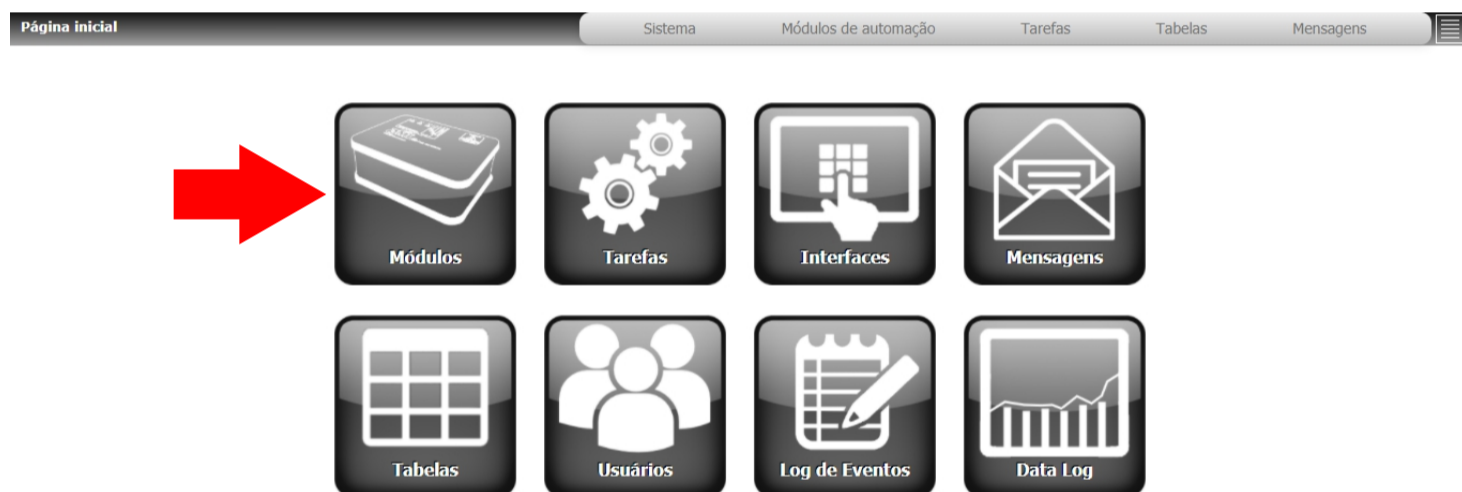 Página inicial Sistema Módulos de automação Tarefas Tabelas Mensagens
Módulos Tarefas Interfaces Mensagens
Tabelas Usuários Log de Eventos Data Log